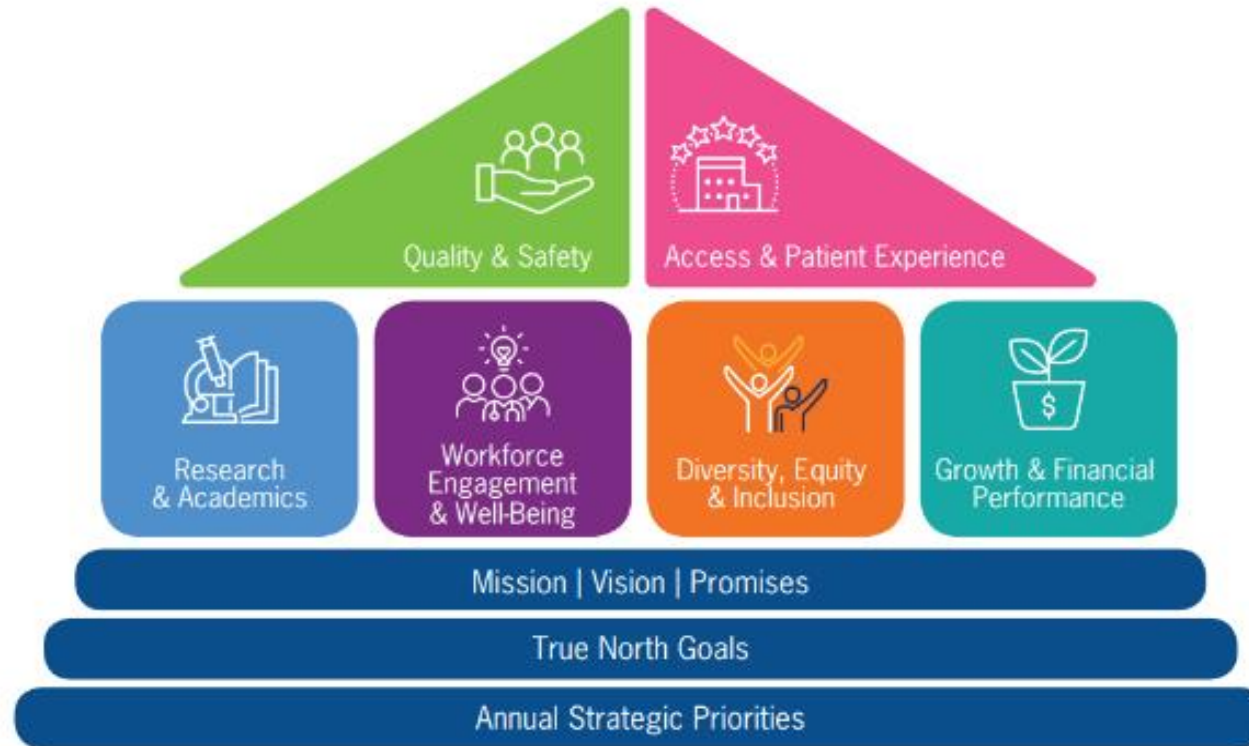 Quality & Safety
Access & Patient Experience
Research
& Academics
Workforce
Engagement
& Well-Being
Diversity, Equity
& Inclusion
$
Growth & Financial
Performance
Mission | Vision | Promises
True North Goals
Annual Strategic Priorities